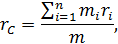 r_C = \frac{\sum_{i=1}^{n} m_i r_i}{m},